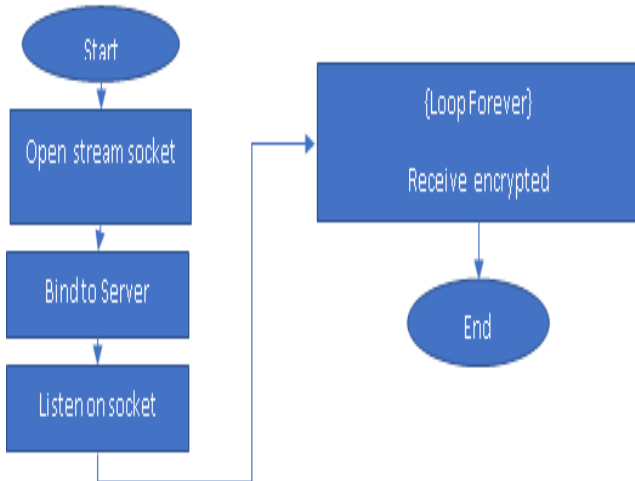 Start
Open stream socket
Bind to Server
Listen on socket
{Loop Forever}
Receive encrypted
End